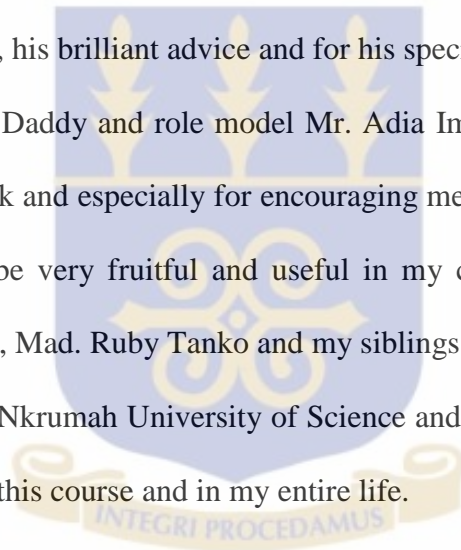 , his brilliant advice and for his spec
Daddy and role model Mr. Adia Im
k and especially for encouraging me
be very fruitful and useful in my c
, Mad. Ruby Tanko and my siblings
Nkrumah University of Science and
this course and in my entire life.
INTEGRI PROCEDAMUS